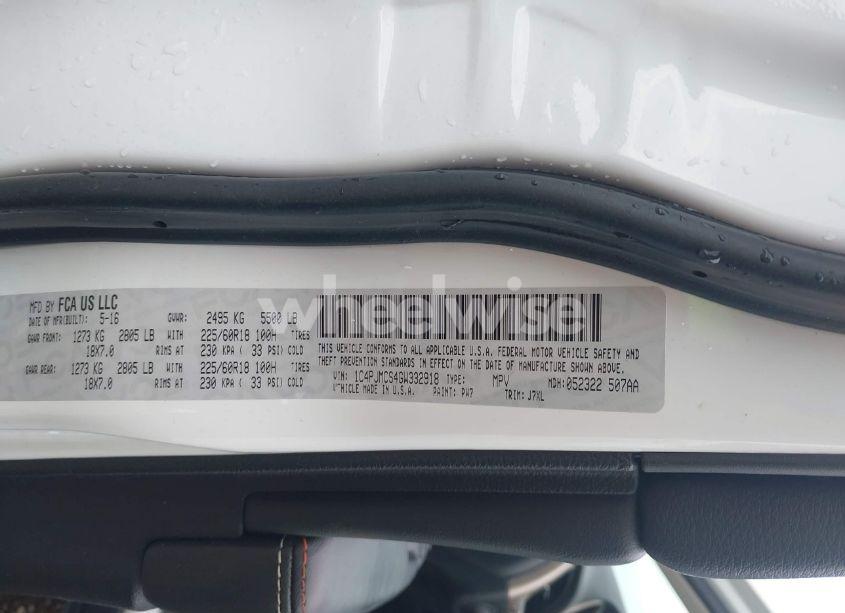 MFD BY FCA US LLC
DATE OF MFR(BUILT): 5-16 GVWR: 2495 KG 5500 LB
GAWR FRONT: 1273 KG 2805 LB WITH 225/60R18 100H TIRES
18X7.0 RIMS AT 230 KPA ( 33 PSI) COLD
GAWR REAR: 1273 KG 2805 LB WITH 225/60R18 100H TIRES
18X7.0 RIMS AT 230 KPA ( 33 PSI) COLD
THIS VEHICLE CONFORMS TO ALL APPLICABLE U.S.A. FEDERAL MOTOR VEHICLE SAFETY AND
THEFT PREVENTION STANDARDS IN EFFECT ON THE DATE OF MANUFACTURE SHOWN ABOVE.
VIN: 1C4PJMCS4GW332918 TYPE: MPV MDH: 052322 507AA
VEHICLE MADE IN U.S.A. PAINT: PW7 TRIM: J7XL
wheelwise